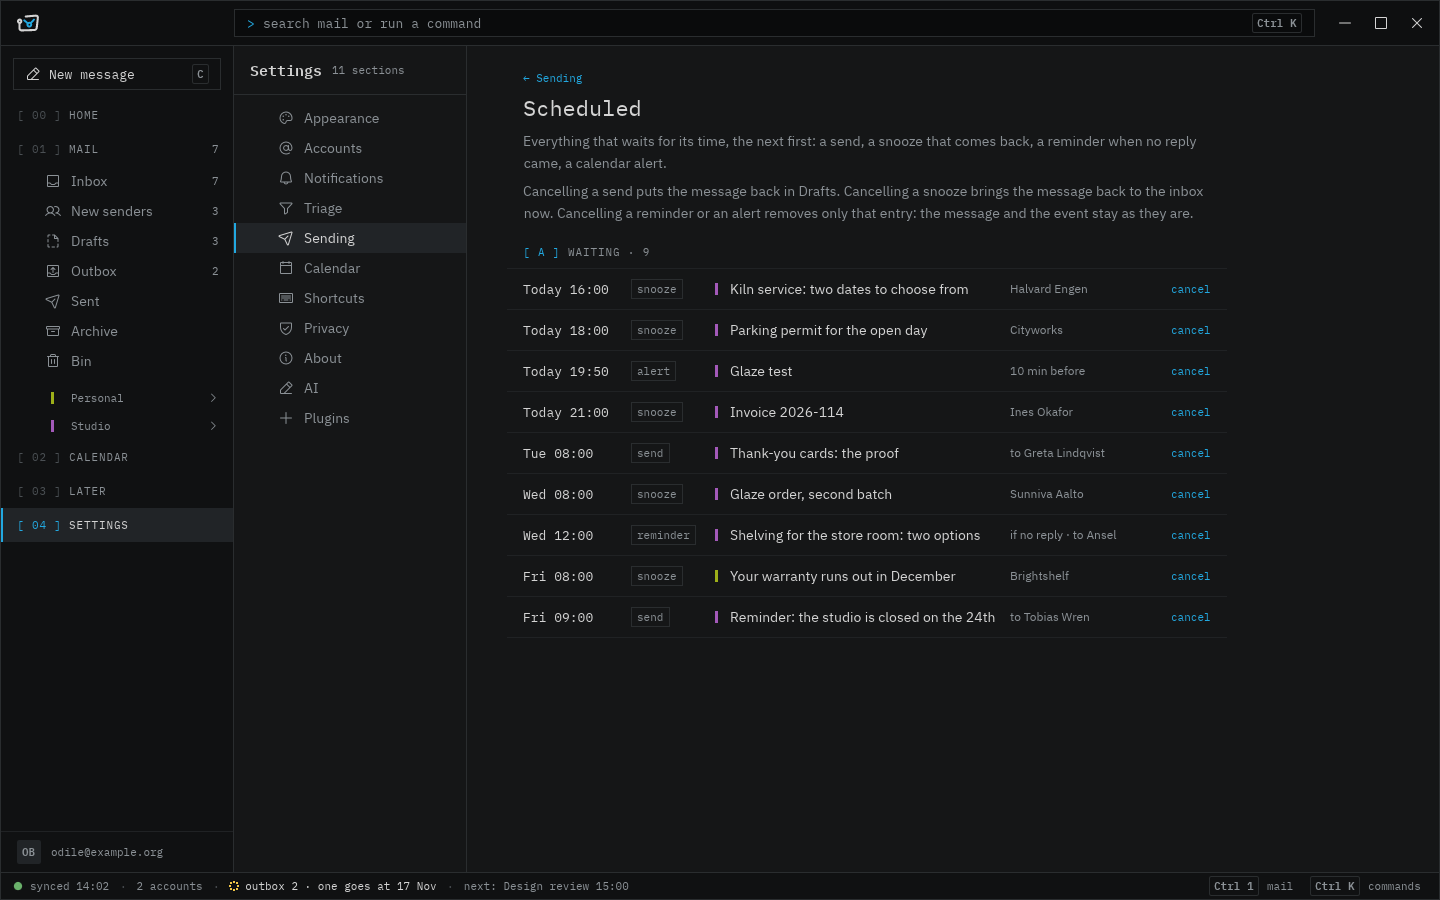 > search mail or run a command Ctrl K
New message C
[ 00 ] HOME
[ 01 ] MAIL 7
Inbox 7
New senders 3
Drafts 3
Outbox 2
Sent
Archive
Bin
Personal
Studio
[ 02 ] CALENDAR
[ 03 ] LATER
[ 04 ] SETTINGS
OB odile@example.org
Settings 11 sections
Appearance
Accounts
Notifications
Triage
Sending
Calendar
Shortcuts
Privacy
About
AI
Plugins
← Sending
Scheduled
Everything that waits for its time, the next first: a send, a snooze that comes back, a reminder when no reply
came, a calendar alert.
Cancelling a send puts the message back in Drafts. Cancelling a snooze brings the message back to the inbox
now. Cancelling a reminder or an alert removes only that entry: the message and the event stay as they are.
[ A ] WAITING · 9
Today 16:00 snooze Kiln service: two dates to choose from Halvard Engen cancel
Today 18:00 snooze Parking permit for the open day Cityworks cancel
Today 19:50 alert Glaze test 10 min before cancel
Today 21:00 snooze Invoice 2026-114 Ines Okafor cancel
Tue 08:00 send Thank-you cards: the proof to Greta Lindqvist cancel
Wed 08:00 snooze Glaze order, second batch Sunniva Aalto cancel
Wed 12:00 reminder Shelving for the store room: two options if no reply · to Ansel cancel
Fri 08:00 snooze Your warranty runs out in December Brightshelf cancel
Fri 09:00 send Reminder: the studio is closed on the 24th to Tobias Wren cancel
synced 14:02 · 2 accounts · outbox 2 · one goes at 17 Nov · next: Design review 15:00 Ctrl 1 mail Ctrl K commands